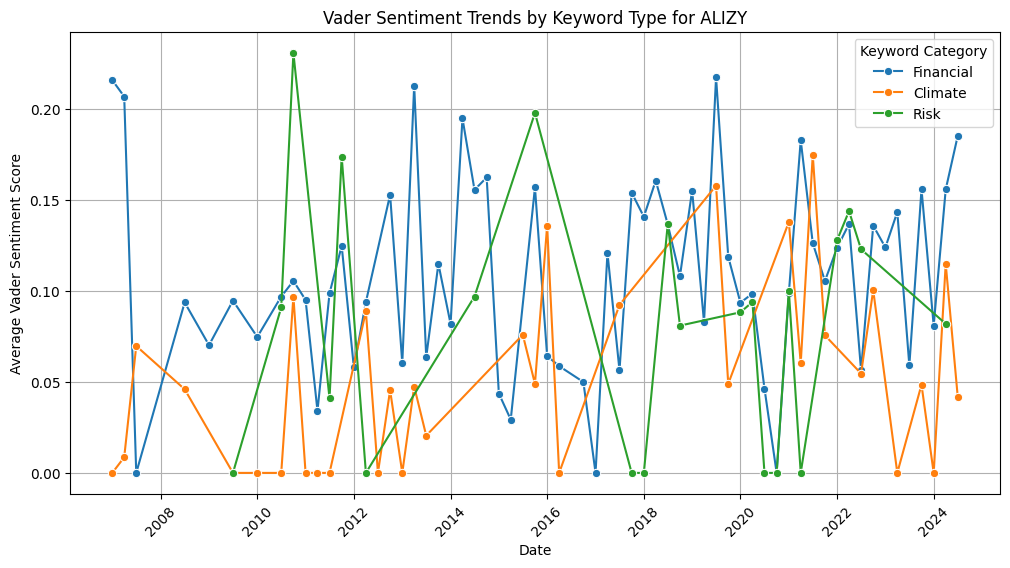 Vader Sentiment Trends by Keyword Type for ALIZY
Keyword Category
Financial
Climate
Risk
Average Vader Sentiment Score
0.20
0.15
0.10
0.05
0.00
2008
2010
2012
2014
2016
2018
2020
2022
2024
Date